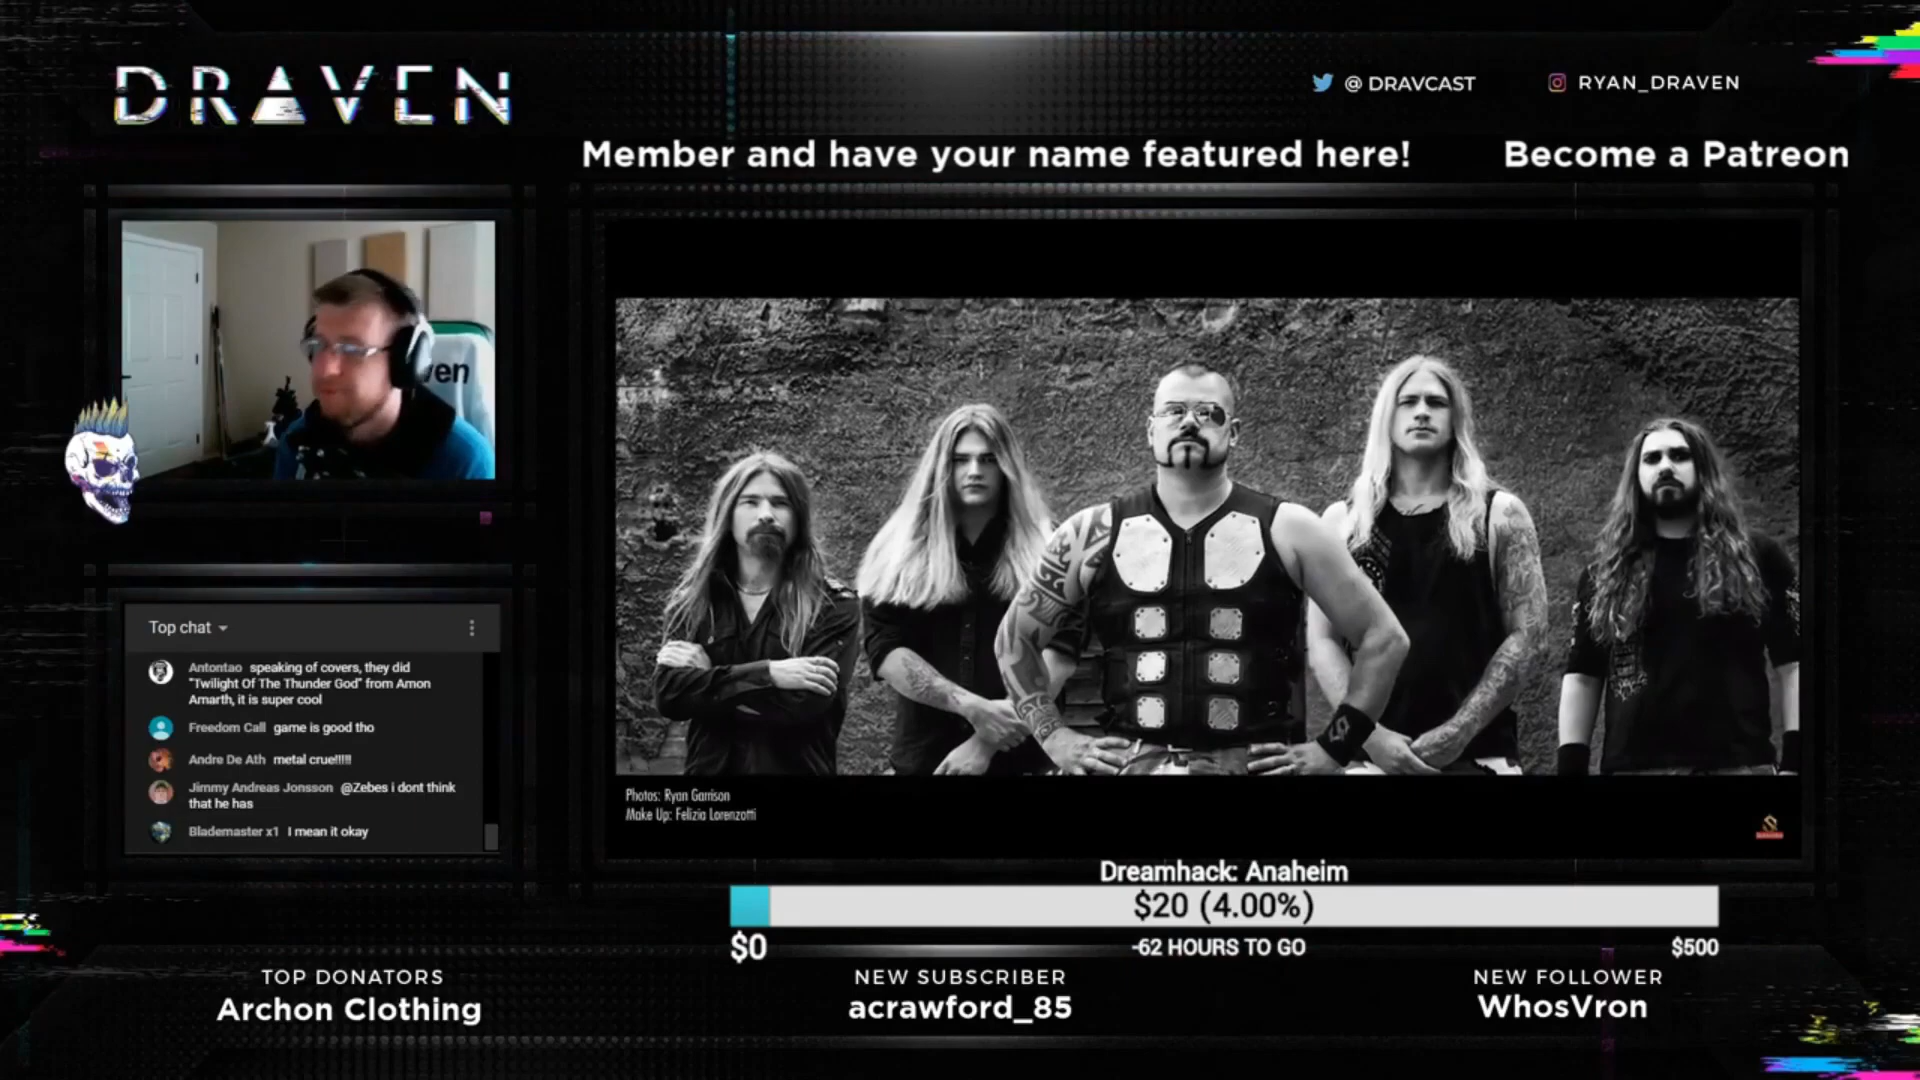 DRAVEN
@ DRAVCAST
RYAN_DRAVEN
Member and have your name featured here! Become a Patreon
ven
Top chat
Antontao speaking of covers, they did
"Twilight Of The Thunder God" from Amon
Amarth, it is super cool
Freedom Call game is good tho
Andre De Ath metal crue!!!!!
Jimmy Andreas Jonsson @Zebes i dont think
that he has
Blademaster x1 I mean it okay
Photos: Ryan Garrison
Make Up: Felizia Lorenzotti
Dreamhack: Anaheim
$20 (4.00%)
$0
-62 HOURS TO GO
$500
TOP DONATORS
Archon Clothing
NEW SUBSCRIBER
acrawford_85
NEW FOLLOWER
WhosVron